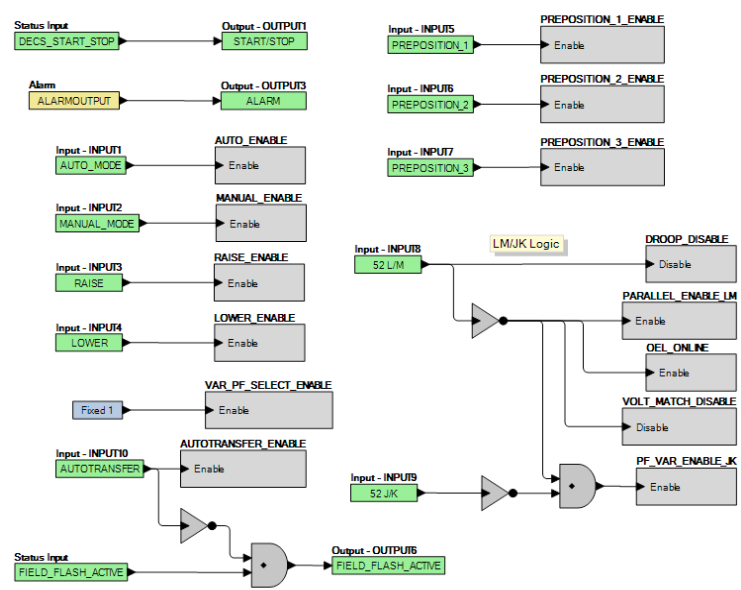 Status Input
DECS_START_STOP
Output - OUTPUT1
START/STOP
Alarm
ALARMOUTPUT
Output - OUTPUT3
ALARM
Input - INPUT1
AUTO_MODE
AUTO_ENABLE
Enable
Input - INPUT2
MANUAL_MODE
MANUAL_ENABLE
Enable
Input - INPUT3
RAISE
RAISE_ENABLE
Enable
Input - INPUT4
LOWER
LOWER_ENABLE
Enable
Fixed 1
VAR_PF_SELECT_ENABLE
Enable
Input - INPUT10
AUTOTRANSFER
AUTOTRANSFER_ENABLE
Enable
Status Input
FIELD_FLASH_ACTIVE
Output - OUTPUT6
FIELD_FLASH_ACTIVE
Input - INPUT5
PREPOSITION_1
PREPOSITION_1_ENABLE
Enable
Input - INPUT6
PREPOSITION_2
PREPOSITION_2_ENABLE
Enable
Input - INPUT7
PREPOSITION_3
PREPOSITION_3_ENABLE
Enable
LM/JK Logic
Input - INPUT8
52 L/M
DROOP_DISABLE
Disable
PARALLEL_ENABLE_LM
Enable
OEL_ONLINE
Enable
VOLT_MATCH_DISABLE
Disable
Input - INPUT9
52 J/K
PF_VAR_ENABLE_JK
Enable